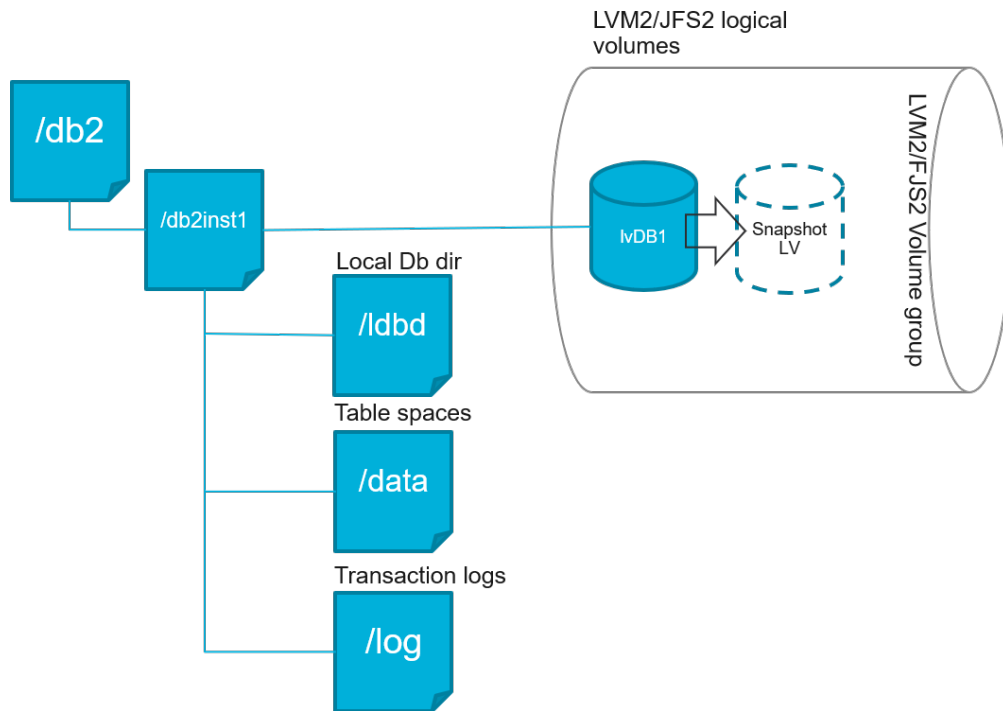 LVM2/JFS2 logical
volumes
/db2
/db2inst1
LVM2/FJS2 Volume group
lvDB1
Snapshot
LV
Local Db dir
/ldbd
Table spaces
/data
Transaction logs
/log